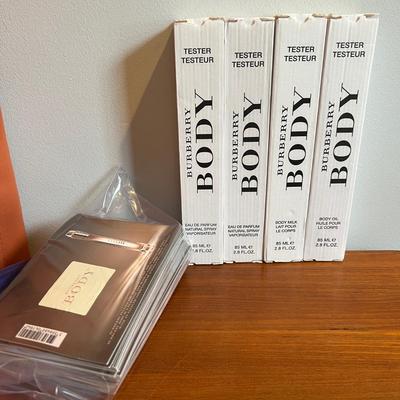 TESTER
TESTEUR
BURBERRY
BODY
EAU DE PARFUM
NATURAL SPRAY
VAPORISATEUR
85 ML ℮
2.8 FL.OZ.
TESTER
TESTEUR
BURBERRY
BODY
EAU DE PARFUM
NATURAL SPRAY
VAPORISATEUR
85 ML ℮
2.8 FL.OZ.
TESTER
TESTEUR
BURBERRY
BODY
BODY MILK
LAIT POUR
LE CORPS
85 ML ℮
2.8 FL.OZ.
TESTER
TESTEUR
BURBERRY
BODY
BODY OIL
HUILE POUR
LE CORPS
85 ML ℮
2.8 FL.OZ.
BODY